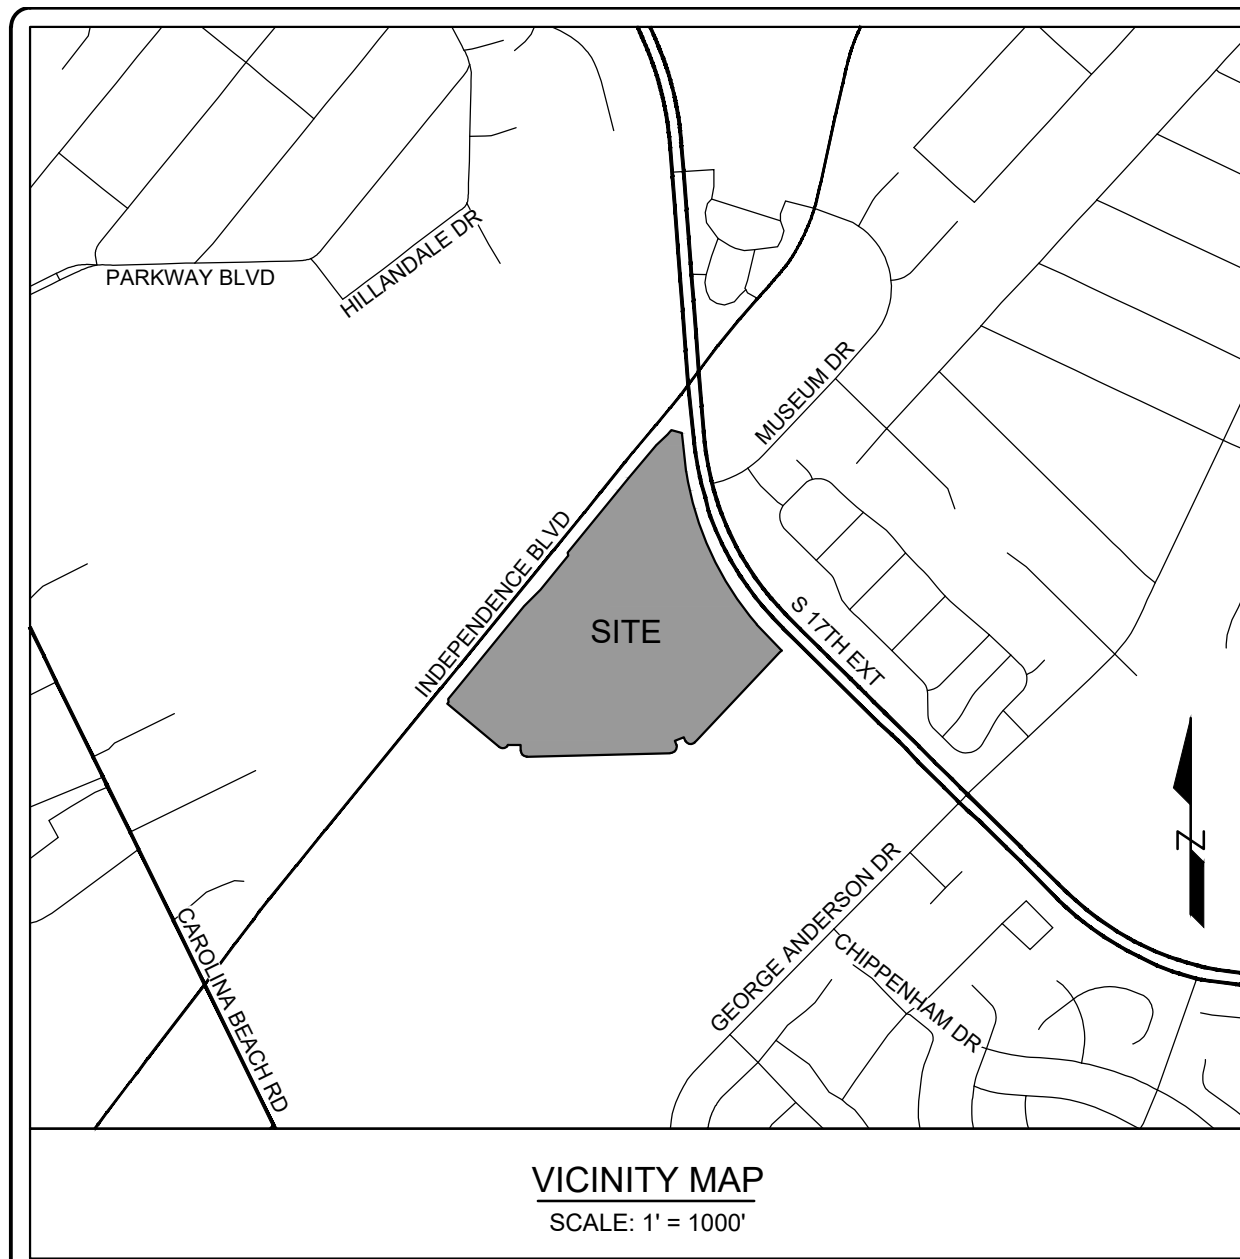 PARKWAY BLVD
HILLANDALE DR
MUSEUM DR
INDEPENDENCE BLVD
SITE
S 17TH EXT
N
GEORGE ANDERSON DR
CHIPPENHAM DR
CAROLINA BEACH RD
VICINITY MAP
SCALE: 1' = 1000'